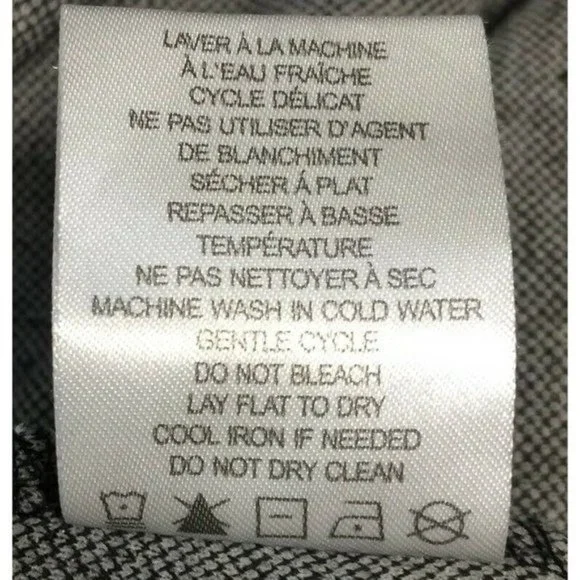 LAVER À LA MACHINE
À L'EAU FRAÎCHE
CYCLE DÉLICAT
NE PAS UTILISER D'AGENT
DE BLANCHIMENT
SÉCHER Á PLAT
REPASSER À BASSE
TEMPÉRATURE
NE PAS NETTOYER À SEC
MACHINE WASH IN COLD WATER
GENTLE CYCLE
DO NOT BLEACH
LAY FLAT TO DRY
COOL IRON IF NEEDED
DO NOT DRY CLEAN